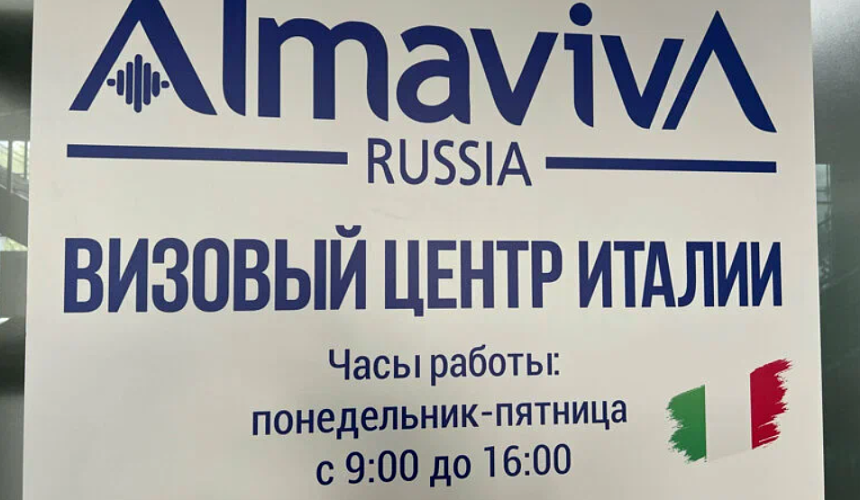 AlmavivA
RUSSIA
ВИЗОВЫЙ ЦЕНТР ИТАЛИИ
Часы работы:
понедельник-пятница
с 9:00 до 16:00